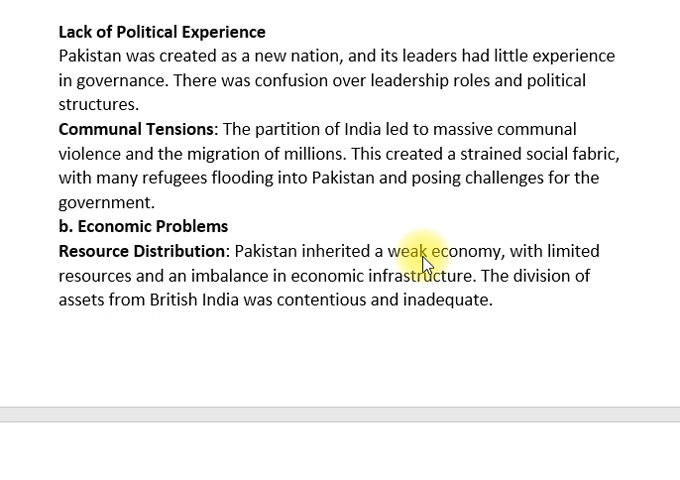 Lack of Political Experience
Pakistan was created as a new nation, and its leaders had little experience
in governance. There was confusion over leadership roles and political
structures.
Communal Tensions: The partition of India led to massive communal
violence and the migration of millions. This created a strained social fabric,
with many refugees flooding into Pakistan and posing challenges for the
government.
b. Economic Problems
Resource Distribution: Pakistan inherited a weak economy, with limited
resources and an imbalance in economic infrastructure. The division of
assets from British India was contentious and inadequate.